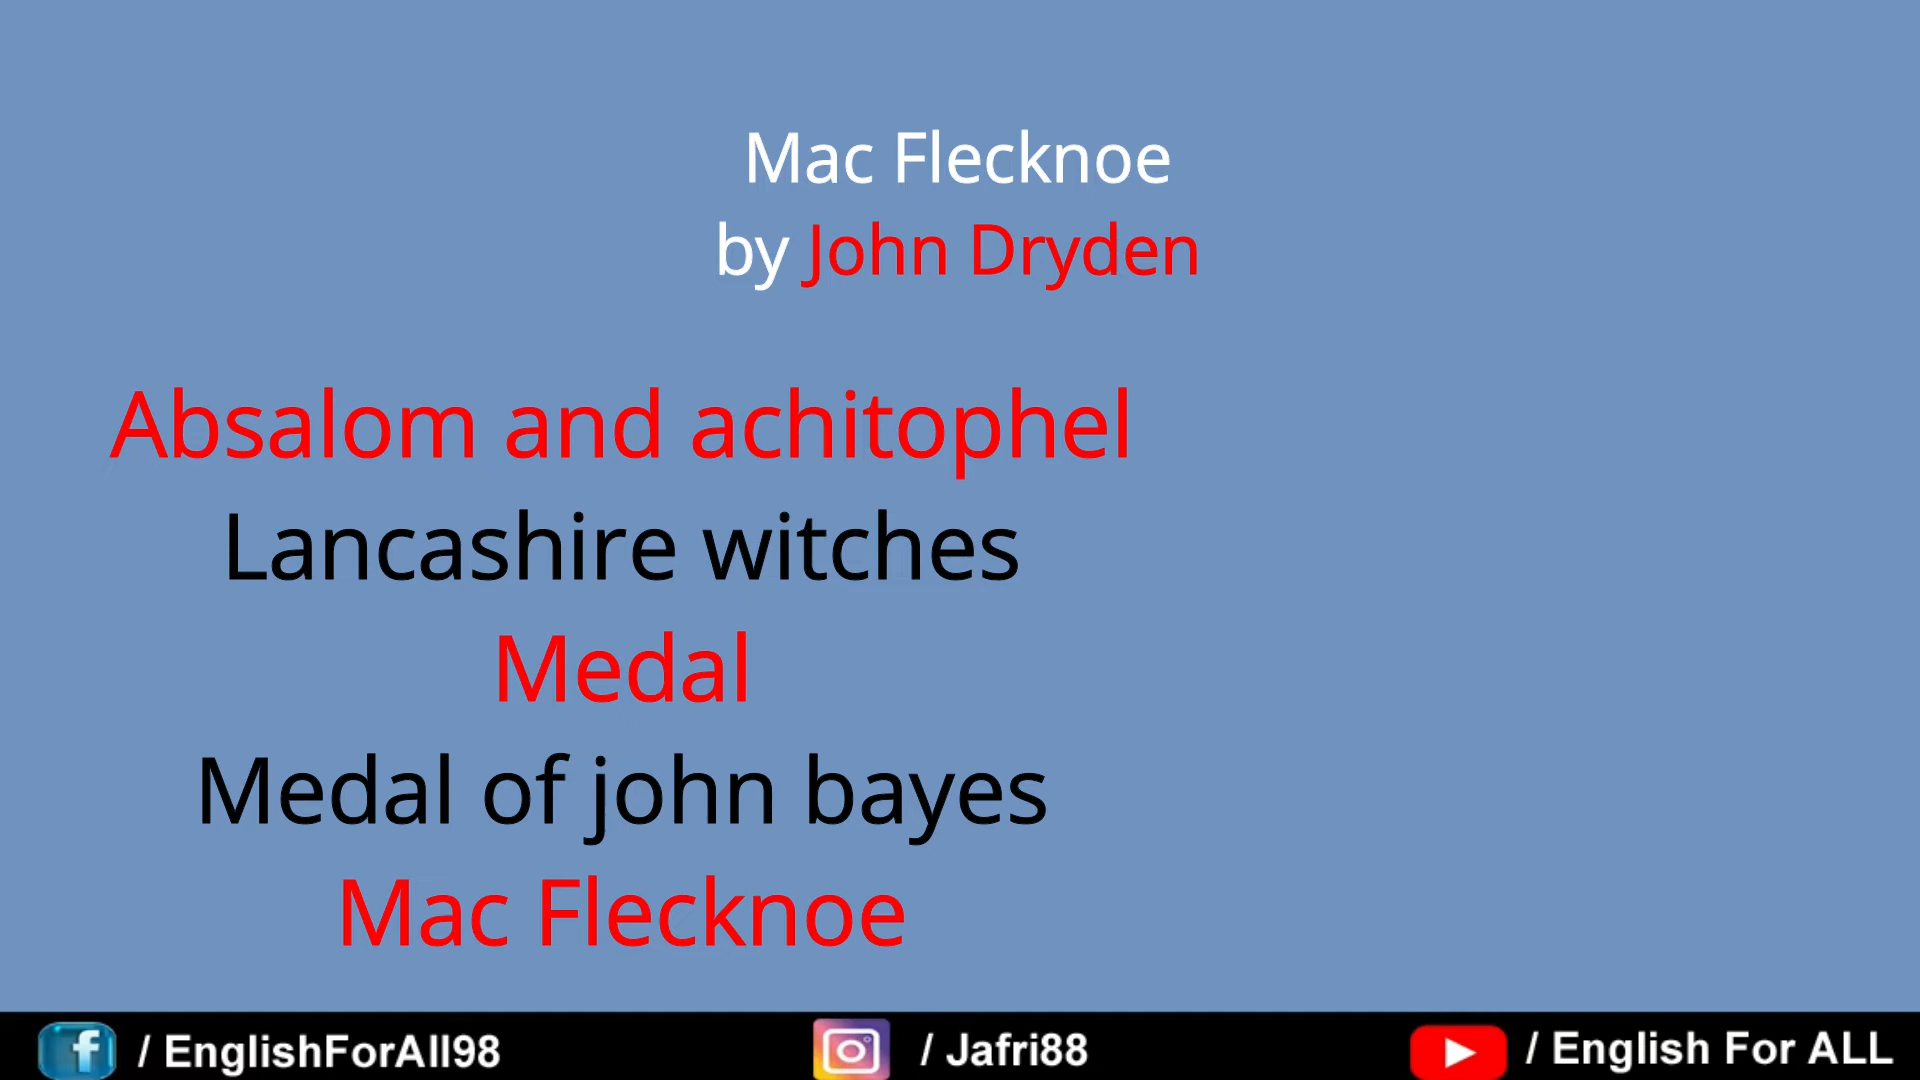 Mac Flecknoe
by John Dryden
Absalom and achitophel
Lancashire witches
Medal
Medal of john bayes
Mac Flecknoe
/ EnglishForAll98
/ Jafri88
/ English For ALL